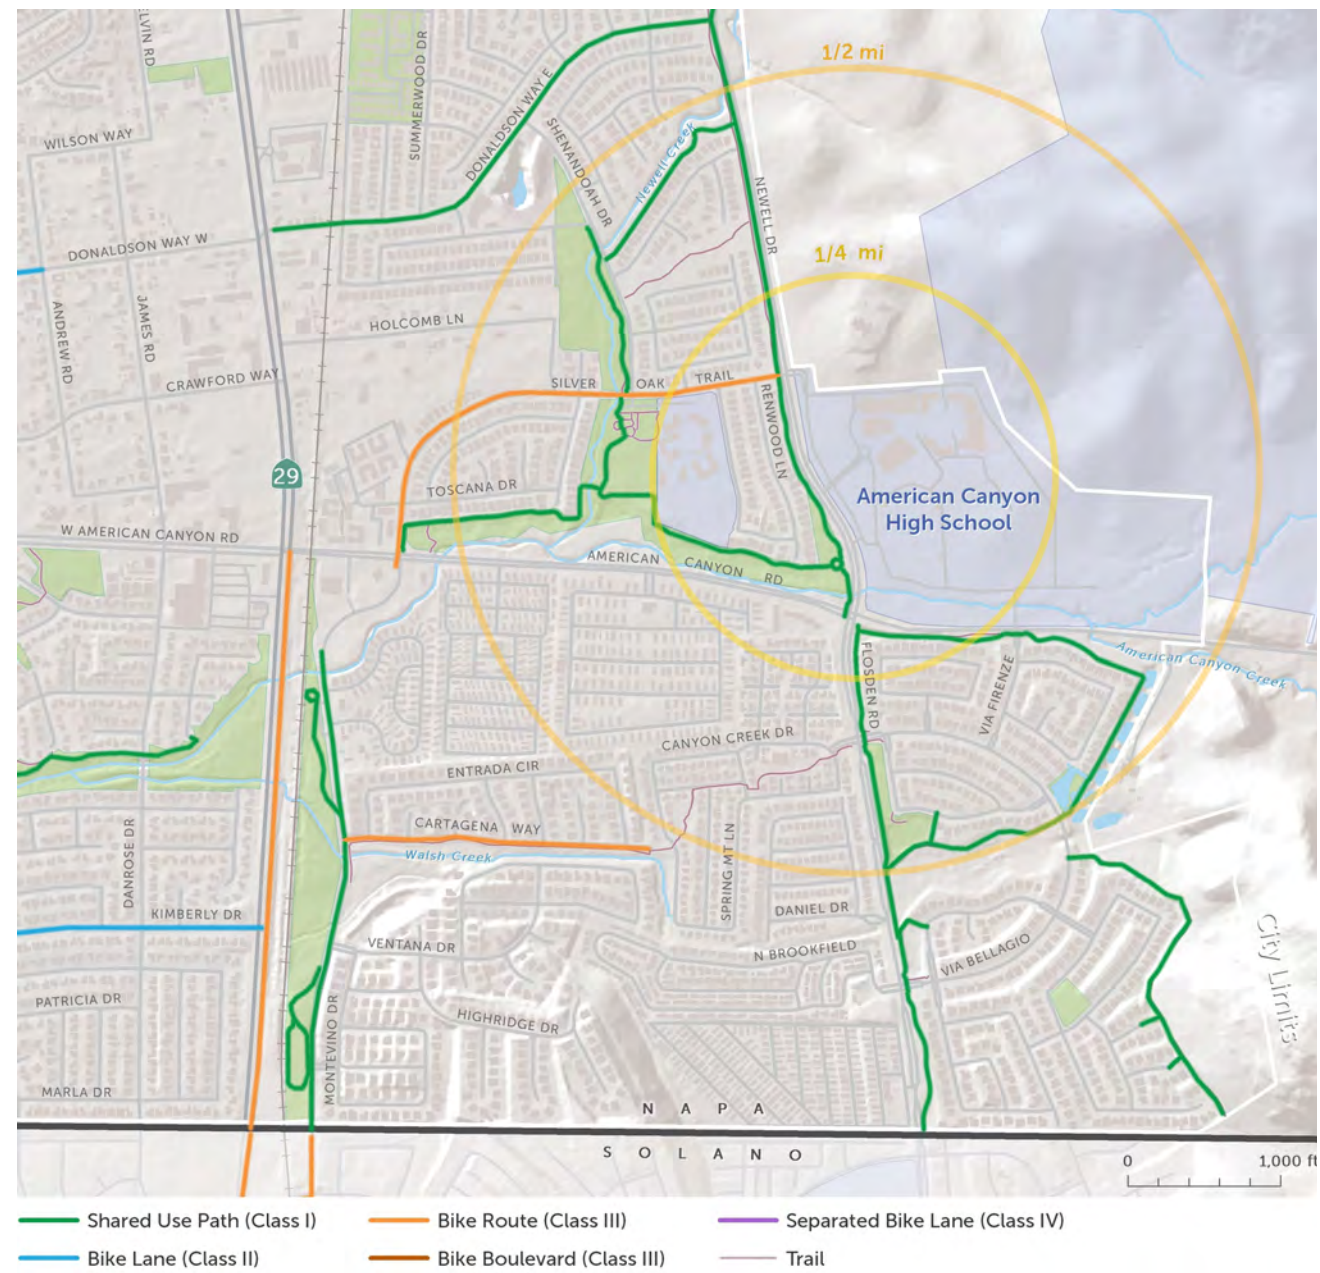 ELVIN RD
SUMMERWOOD DR
1/2 mi
WILSON WAY
DONALDSON WAY E
SHENANDOAH DR
Newell Creek
NEWELL DR
DONALDSON WAY W
1/4 mi
ANDREW RD
JAMES RD
HOLCOMB LN
CRAWFORD WAY
SILVER OAK TRAIL
RENWOOD LN
29
TOSCANA DR
American Canyon
High School
W AMERICAN CANYON RD
AMERICAN CANYON RD
FLOSDEN RD
VIA FIRENZE
American Canyon Creek
CANYON CREEK DR
ENTRADA CIR
CARTAGENA WAY
Walsh Creek
DANROSE DR
SPRING MT LN
KIMBERLY DR
DANIEL DR
VENTANA DR
N BROOKFIELD
VIA BELLAGIO
City Limits
PATRICIA DR
HIGHRIDGE DR
MONTEVINO DR
MARLA DR
NAPA
SOLANO
0 1,000 ft
Shared Use Path (Class I)
Bike Route (Class III)
Separated Bike Lane (Class IV)
Bike Lane (Class II)
Bike Boulevard (Class III)
Trail